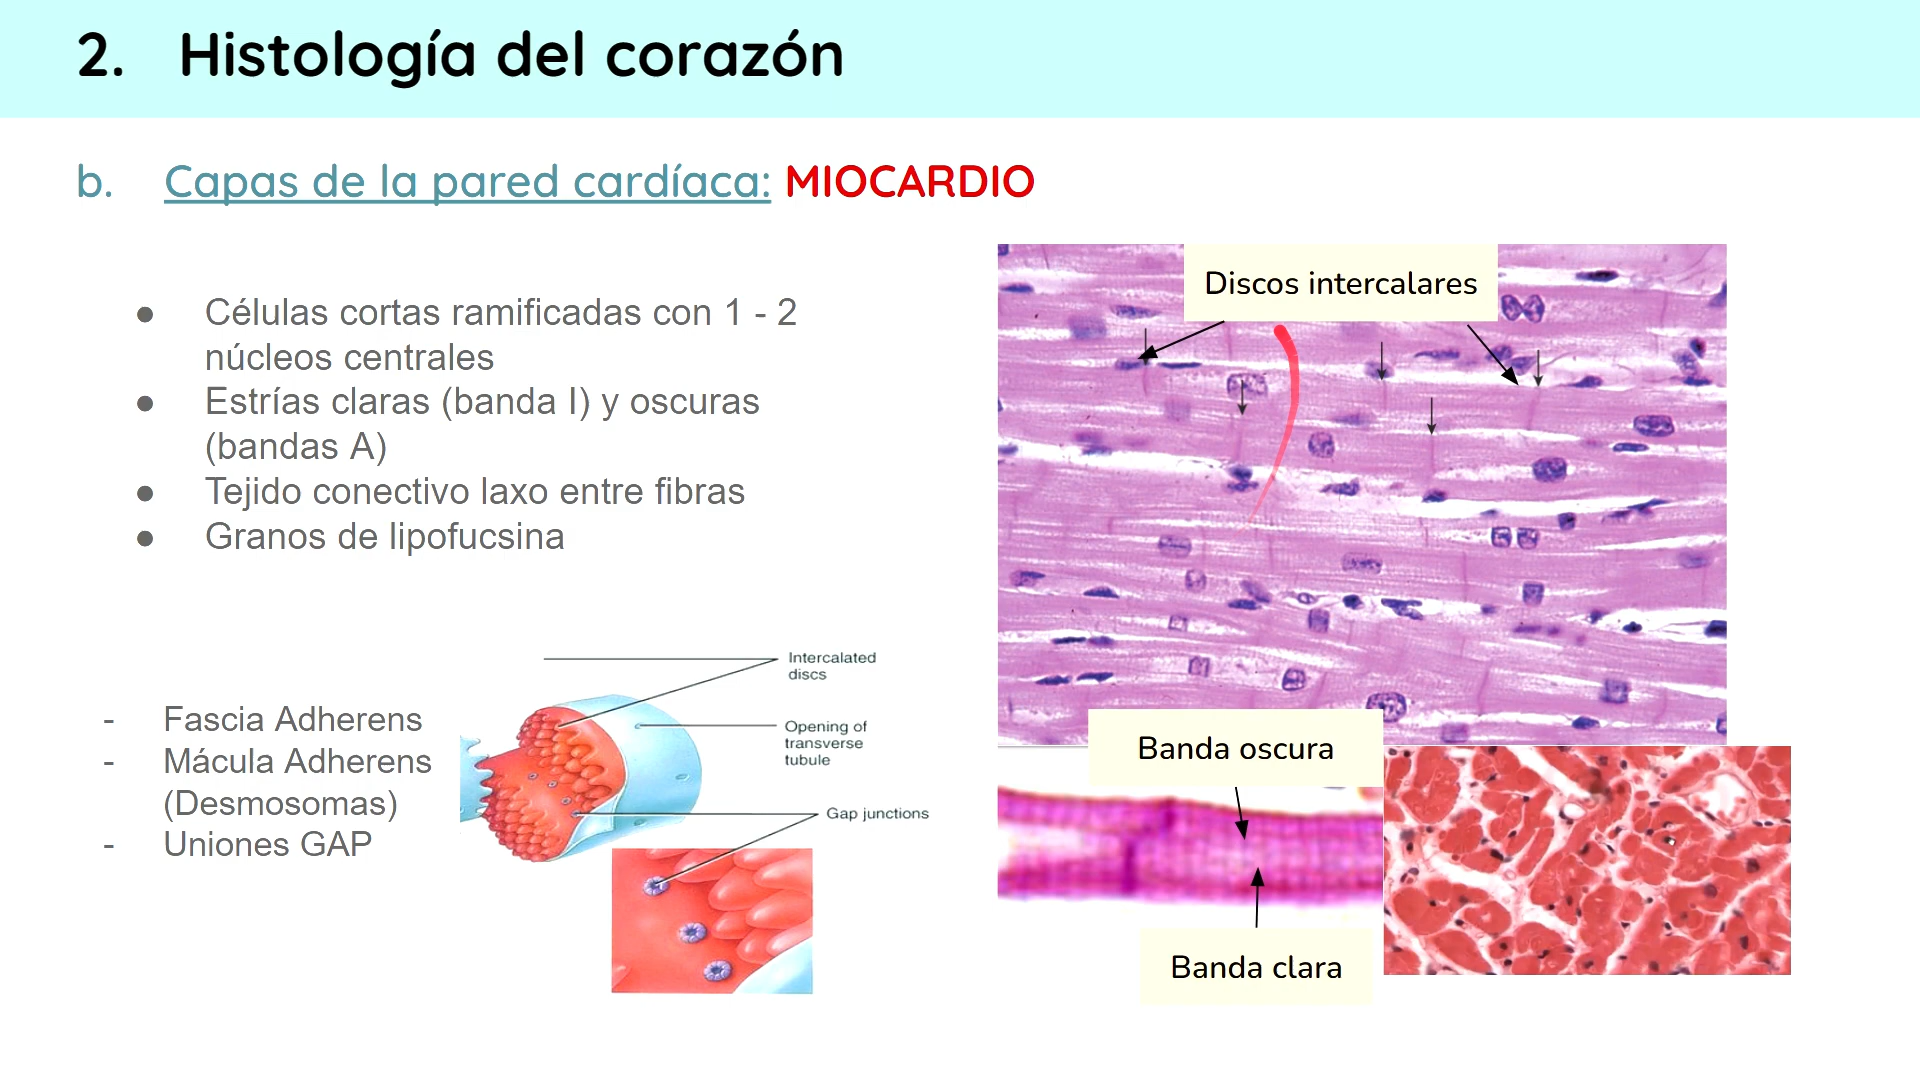 2. Histología del corazón
b. Capas de la pared cardíaca: MIOCARDIO
● Células cortas ramificadas con 1 - 2
núcleos centrales
● Estrías claras (banda I) y oscuras
(bandas A)
● Tejido conectivo laxo entre fibras
● Granos de lipofucsina
- Fascia Adherens
- Mácula Adherens
(Desmosomas)
- Uniones GAP
Intercalated
discs
Opening of
transverse
tubule
Gap junctions
Discos intercalares
Banda oscura
Banda clara